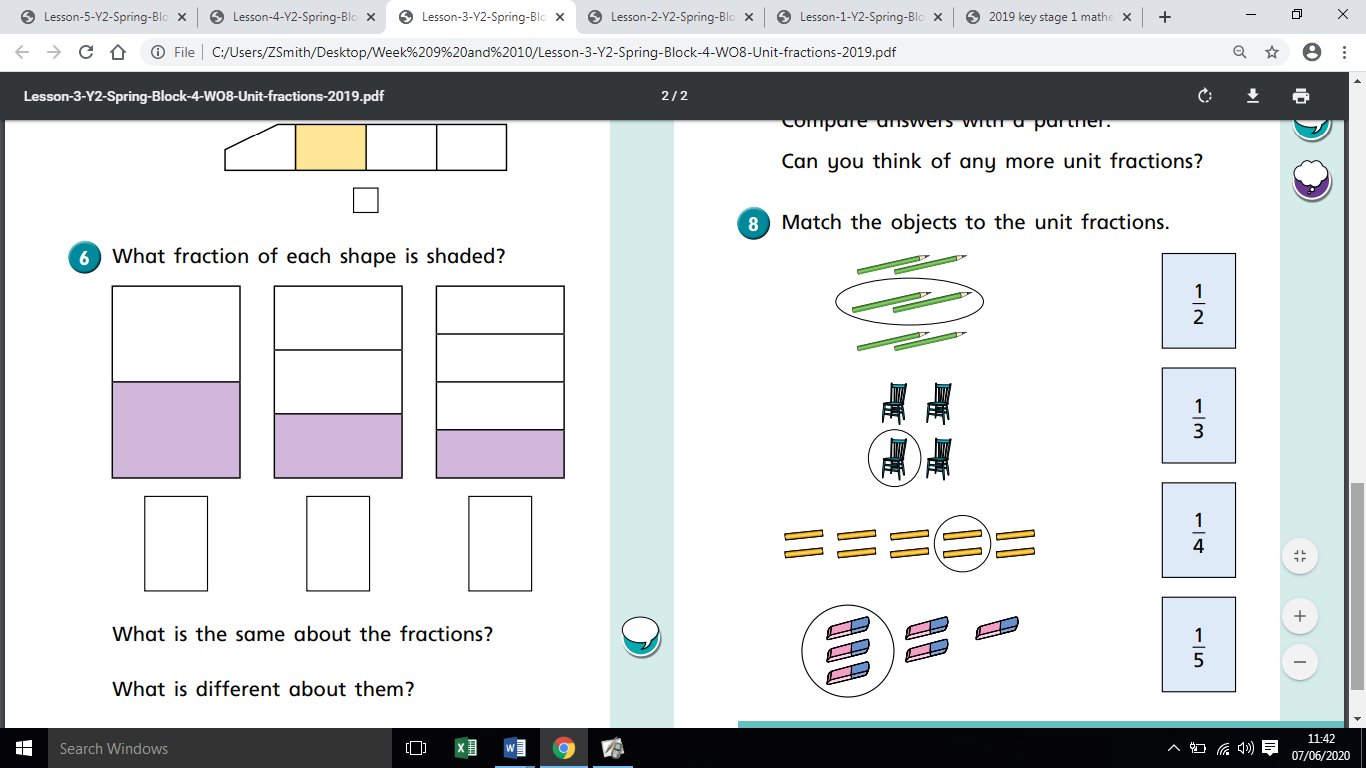 Lesson-5-Y2-Spring-Blo
Lesson-4-Y2-Spring-Blo
Lesson-3-Y2-Spring-Blo
Lesson-2-Y2-Spring-Blo
Lesson-1-Y2-Spring-Blo
2019 key stage 1 mathe
File | C:/Users/ZSmith/Desktop/Week%209%20and%2010/Lesson-3-Y2-Spring-Block-4-WO8-Unit-fractions-2019.pdf
Lesson-3-Y2-Spring-Block-4-WO8-Unit-fractions-2019.pdf
2 / 2
6 What fraction of each shape is shaded?
What is the same about the fractions?
What is different about them?
Compare answers with a partner.
Can you think of any more unit fractions?
8 Match the objects to the unit fractions.
1
2
1
3
1
4
1
5
Search Windows
11:42
07/06/2020